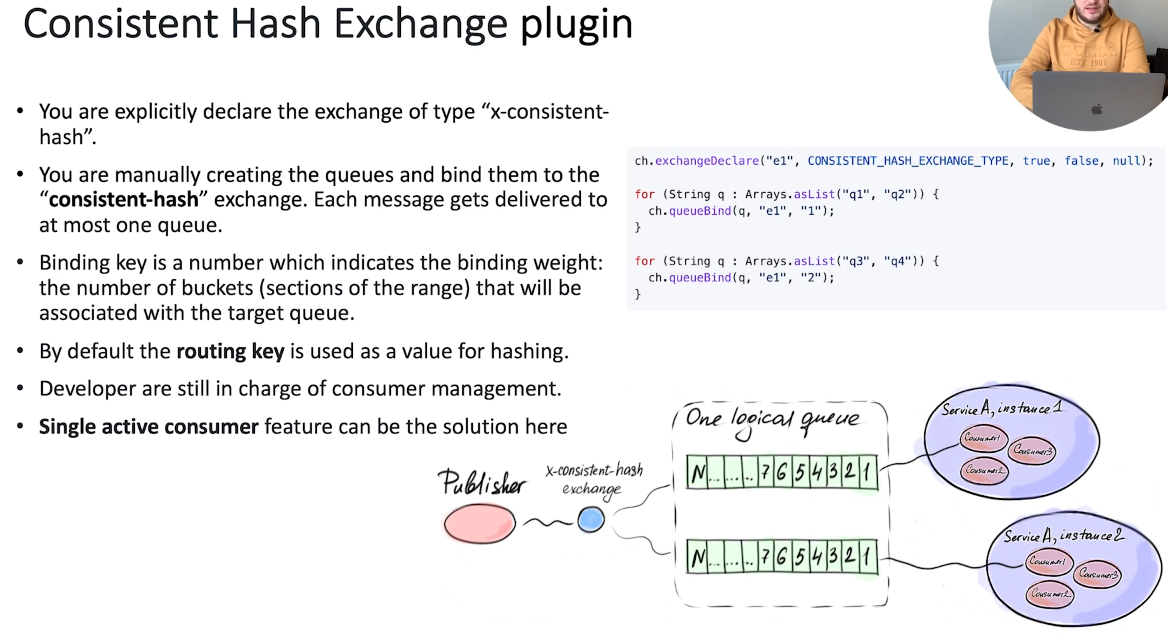 Consistent Hash Exchange plugin
• You are explicitly declare the exchange of type “x-consistent-
hash”.
• You are manually creating the queues and bind them to the
“consistent-hash” exchange. Each message gets delivered to
at most one queue.
• Binding key is a number which indicates the binding weight:
the number of buckets (sections of the range) that will be
associated with the target queue.
• By default the routing key is used as a value for hashing.
• Developer are still in charge of consumer management.
• Single active consumer feature can be the solution here
ch.exchangeDeclare("e1", CONSISTENT_HASH_EXCHANGE_TYPE, true, false, null);
for (String q : Arrays.asList("q1", "q2")) {
ch.queueBind(q, "e1", "1");
}
for (String q : Arrays.asList("q3", "q4")) {
ch.queueBind(q, "e1", "2");
}
Publisher
x-consistent-hash
exchange
One logical queue
N........7 6 5 4 3 2 1
N........7 6 5 4 3 2 1
Service A, instance 1
Consumer1
Consumer3
Consumer2
Service A, instance 2
Consumer1
Consumer3
Consumer2